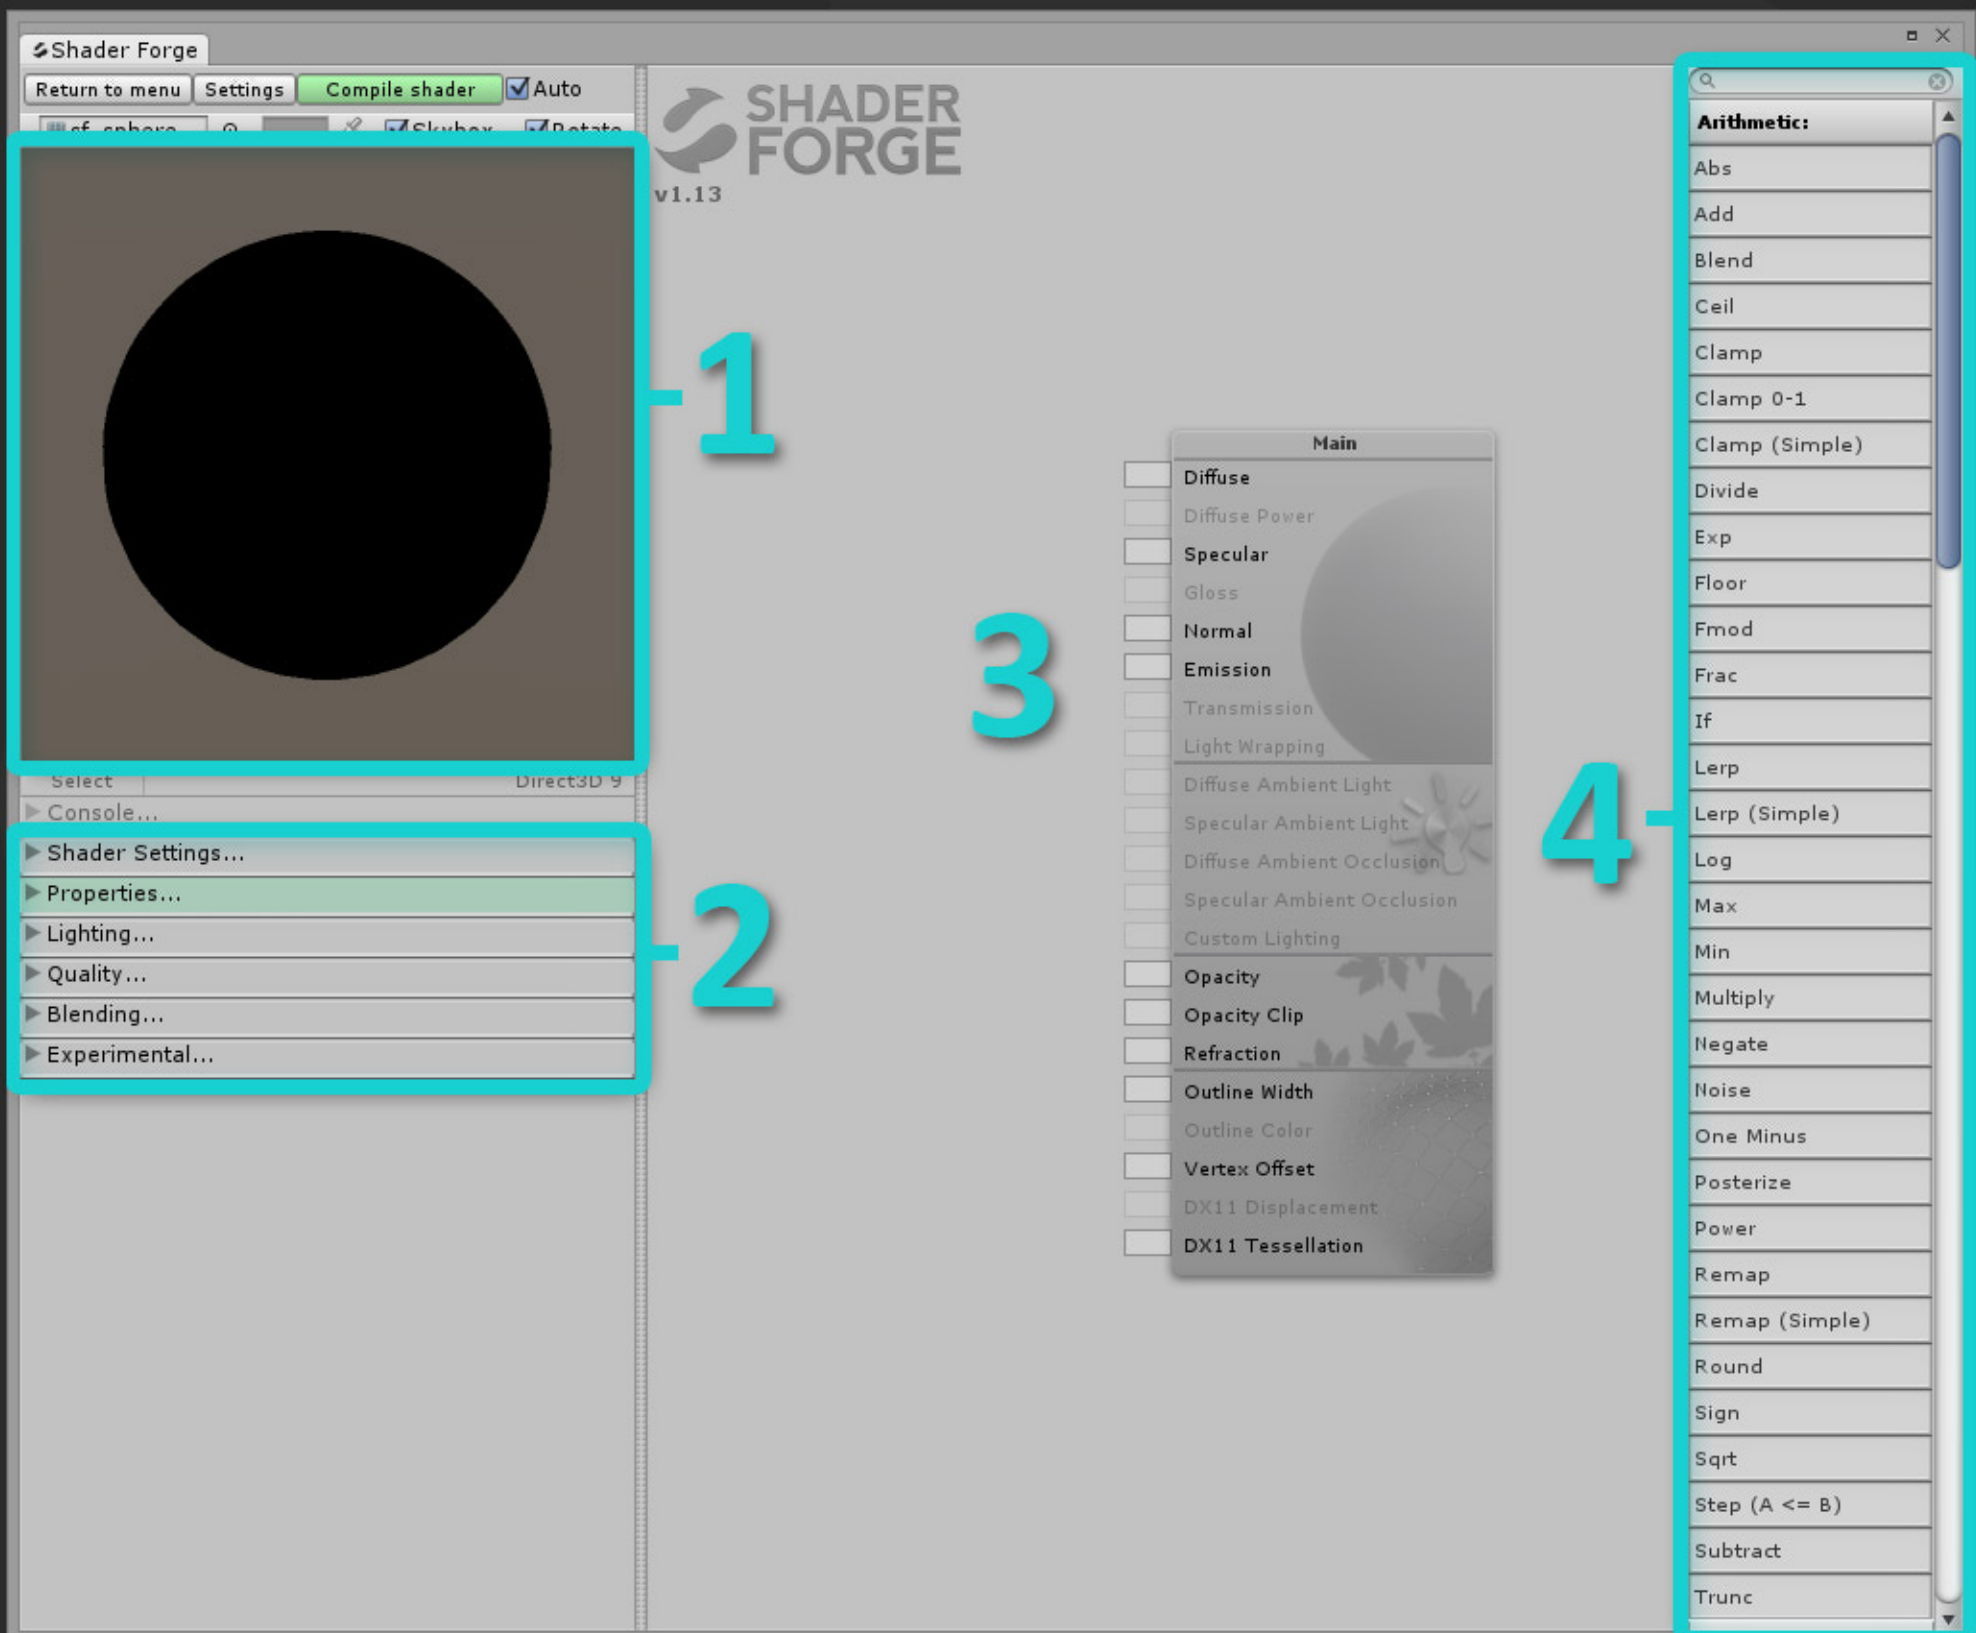 Shader Forge
Return to menu
Settings
Compile shader
Auto
sf_sphere
Skybox
Rotate
SHADER
FORGE
v1.13
1
Select
Direct3D 9
Console...
Shader Settings...
Properties...
Lighting...
Quality...
Blending...
Experimental...
2
3
Main
Diffuse
Diffuse Power
Specular
Gloss
Normal
Emission
Transmission
Light Wrapping
Diffuse Ambient Light
Specular Ambient Light
Diffuse Ambient Occlusion
Specular Ambient Occlusion
Custom Lighting
Opacity
Opacity Clip
Refraction
Outline Width
Outline Color
Vertex Offset
DX11 Displacement
DX11 Tessellation
4
Arithmetic:
Abs
Add
Blend
Ceil
Clamp
Clamp 0-1
Clamp (Simple)
Divide
Exp
Floor
Fmod
Frac
If
Lerp
Lerp (Simple)
Log
Max
Min
Multiply
Negate
Noise
One Minus
Posterize
Power
Remap
Remap (Simple)
Round
Sign
Sqrt
Step (A <= B)
Subtract
Trunc